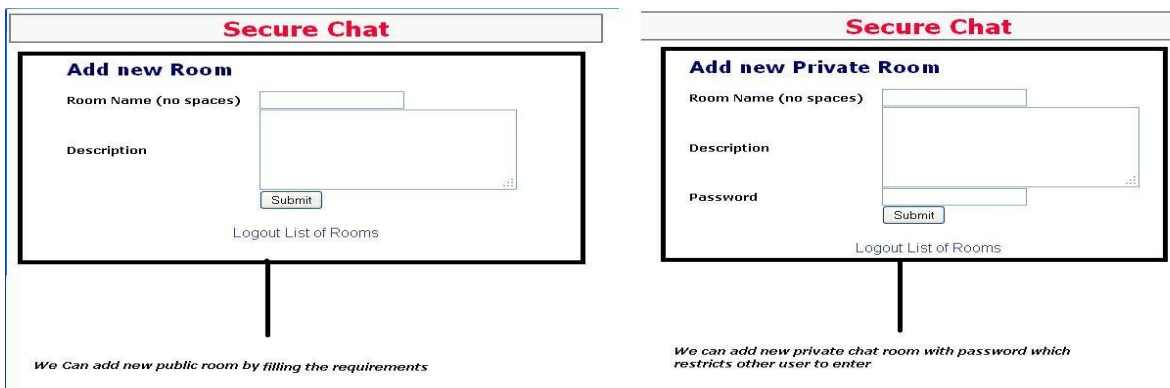 Secure Chat
Add new Room
Room Name (no spaces)
Description
Submit
Logout List of Rooms
We Can add new public room by filling the requirements
Secure Chat
Add new Private Room
Room Name (no spaces)
Description
Password
Submit
Logout List of Rooms
We can add new private chat room with password which
restricts other user to enter